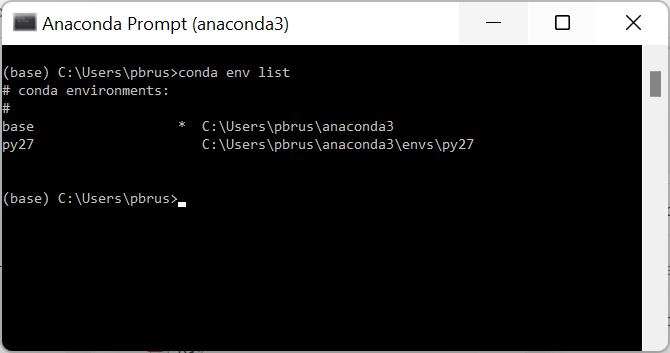 Anaconda Prompt (anaconda3)
(base) C:\Users\pbrus>conda env list
# conda environments:
#
base                  *  C:\Users\pbrus\anaconda3
py27                     C:\Users\pbrus\anaconda3\envs\py27
(base) C:\Users\pbrus>